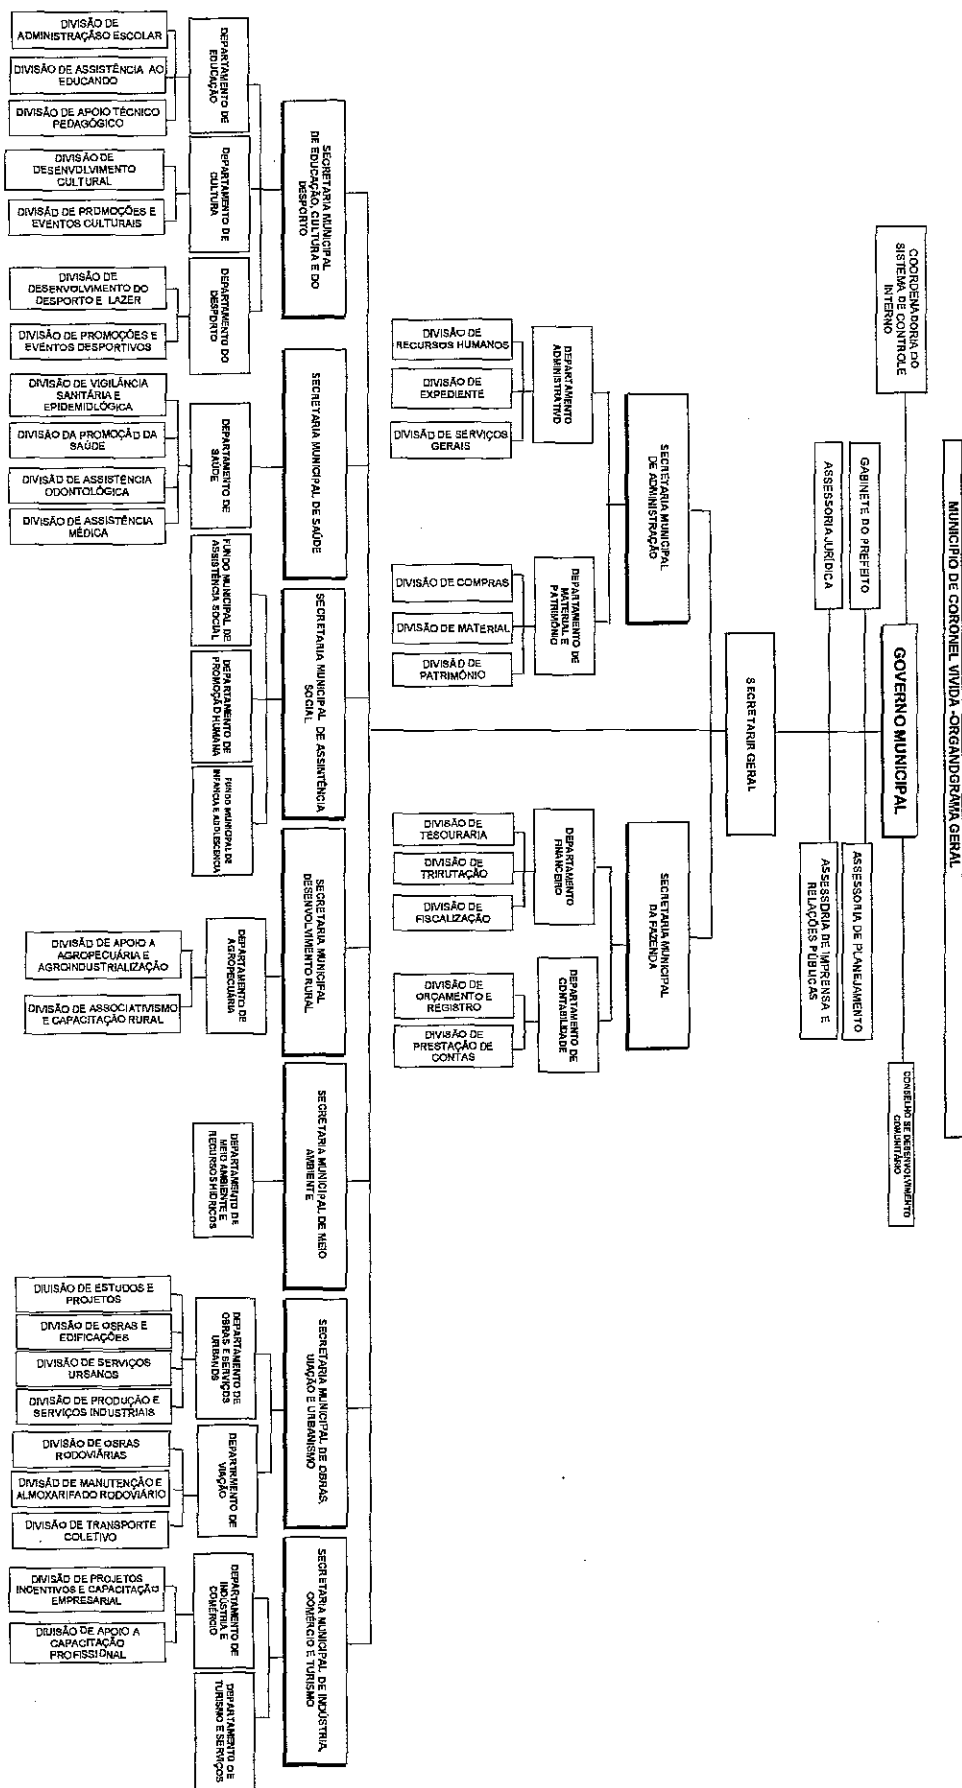 MUNICÍPIO DE CORONEL VIVIDA -ORGANOGRAMA GERAL
COORDENADORIA DO
SISTEMA DE CONTROLE
INTERNO
GOVERNO MUNICIPAL
CONSELHO SE DESENVOLVIMENTO
COMUNITÁRIO
GABINETE DO PREFEITO
ASSESSORIA DE PLANEJAMENTO
ASSESSORIA JURÍDICA
ASSESSORIA DE IMPRENSA E
RELAÇÕES PÚBLICAS
SECRETARIR GERAL
SECRETARIA MUNICIPAL
DE ADMINISTRAÇÃO
SECRETARIA MUNICIPAL
DA FAZENDA
DEPARTAMENTO
ADMINISTRATIVO
DEPARTAMENTO DE
MATERIAL E
PATRIMÔNIO
DEPARTAMENTO
FINANCEIRO
DEPARTAMENTO DE
CONTABILIDADE
DIVISÃO DE
RECURSOS HUMANOS
DIVISÃO DE
EXPEDIENTE
DIVISÃO DE SERVIÇOS
GERAIS
DIVISÃO DE COMPRAS
DIVISÃO DE MATERIAL
DIVISÃO DE
PATRIMÔNIO
DIVISÃO DE
TESOURARIA
DIVISÃO DE
TRIRUTAÇÃO
DIVISÃO DE
FISCALIZAÇÃO
DIVISÃO DE
ORÇAMENTO E
REGISTRO
DIVISÃO DE
PRESTAÇÃO DE
CONTAS
SECRETARIA MUNICIPAL
DE EDUCAÇÃO, CULTURA E DO
DESPORTO
SECRETARIA MUNICIPAL DE SAÚDE
SECRETARIA MUNICIPAL DE ASSINTÊNCIA
SOCIAL
SECRETARIA MUNICIPAL
DESENVOLVIMENTO RURAL
SECRETARIA MUNICIPAL DE MEIO
AMBIENTE
SECRETARIA MUNICIPAL DE OBRAS,
VIAÇÃO E URBANISMO
SECRETARIA MUNICIPAL DE INDÚSTRIA,
COMÉRCIO E TURISMO
DEPARTAMENTO DE
EDUCAÇÃO
DEPARTAMENTO DE
CULTURA
DEPARTAMENTO DO
DESPORTO
DEPARTAMENTO DE
SAÚDE
FUNDO MUNICIPAL DE
ASSISTÊNCIA SOCIAL
DEPARTAMENTO DE
PROMOÇÃO HUMANA
FUNDO MUNICIPAL DE
INFANCIA E ADOLESCENCIA
DEPARTAMENTO DE
AGROPECUÁRIA
DEPARTAMENTO DE
MEIO AMBIENTE E
RECURSOS HÍDRICOS
DEPARTAMENTO DE
OBRAS E SERVIÇOS
URBANOS
DEPARTRMENTO DE
VIAÇÃO
DEPARTAMENTO DE
INDÚSTRIA E
COMÉRCIO
DEPARTAMENTO DE
TURISMO E SERVIÇOS
DIVISÃO DE
ADMINISTRAÇSO ESCOLAR
DIVISÃO DE ASSISTÊNCIA AO
EDUCANDO
DIVISÃO DE APOIO TÉCNICO
PEDAGÓGICO
DIVISÃO DE
DESENVOLVIMENTO
CULTURAL
DIVISÃO DE PROMOÇÕES E
EVENTOS CULTURAIS
DIVISÃO DE
DESENVOLVIMENTO DO
DESPORTO E LAZER
DIVISÃO DE PROMOÇÕES E
EVENTOS DESPORTIVOS
DIVISÃO DE VIGILÂNCIA
SANITÁRIA E
EPIDEMIOLÓGICA
DIVISÃO DA PROMOÇÃO DA
SAÚDE
DIVISÃO DE ASSISTÊNCIA
ODONTOLÓGICA
DIVISÃO DE ASSISTÊNCIA
MÉDICA
DIVISÃO DE APOIO A
AGROPECUÁRIA E
AGROINDUSTRIALIZAÇÃO
DIVISÃO DE ASSOCIATIVISMO
E CAPACITAÇÃO RURAL
DIVISÃO DE ESTUDOS E
PROJETOS
DIVISÃO DE OBRAS E
EDIFICAÇÕES
DIVISÃO DE SERVIÇOS
URBANOS
DIVISÃO DE PRODUÇÃO E
SERVIÇOS INDUSTRIAIS
DIVISÃO DE OBRAS
RODOVIÁRIAS
DIVISÃO DE MANUTENÇÃO E
ALMOXARIFADO RODOVIÁRIO
DIVISÃO DE TRANSPORTE
COLETIVO
DIVISÃO DE PROJETOS
INCENTIVOS E CAPACITAÇÃO
EMPRESARIAL
DIVISÃO DE APOIO A
CAPACITAÇÃO
PROFISSIONAL